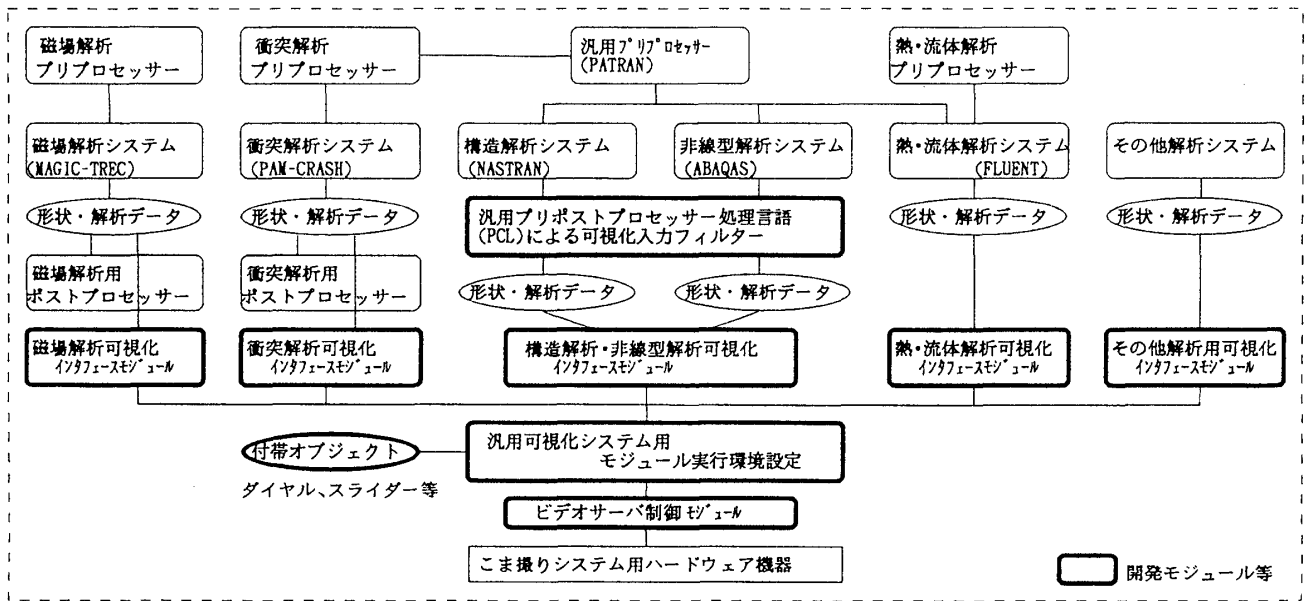 磁場解析
プリプロセッサー
衝突解析
プリプロセッサー
汎用ﾌﾟﾘﾌﾟﾛｾｯｻｰ
(PATRAN)
熱・流体解析
プリプロセッサー
磁場解析システム
(MAGIC-TREC)
衝突解析システム
(PAM-CRASH)
構造解析システム
(NASTRAN)
非線型解析システム
(ABAQAS)
熱・流体解析システム
(FLUENT)
その他解析システム
形状・解析データ
形状・解析データ
汎用プリポストプロセッサー処理言語
(PCL)による可視化入力フィルター
形状・解析データ
形状・解析データ
磁場解析用
ポストプロセッサー
衝突解析用
ポストプロセッサー
形状・解析データ
形状・解析データ
磁場解析可視化
ｲﾝﾀﾌｪｰｽﾓｼﾞｭｰﾙ
衝突解析可視化
ｲﾝﾀﾌｪｰｽﾓｼﾞｭｰﾙ
構造解析・非線型解析可視化
ｲﾝﾀﾌｪｰｽﾓｼﾞｭｰﾙ
熱・流体解析可視化
ｲﾝﾀﾌｪｰｽﾓｼﾞｭｰﾙ
その他解析用可視化
ｲﾝﾀﾌｪｰｽﾓｼﾞｭｰﾙ
付帯オブジェクト
ダイヤル、スライダー等
汎用可視化システム用
モジュール実行環境設定
ビデオサーバ制御ﾓｼﾞｭｰﾙ
こま撮りシステム用ハードウェア機器
開発モジュール等